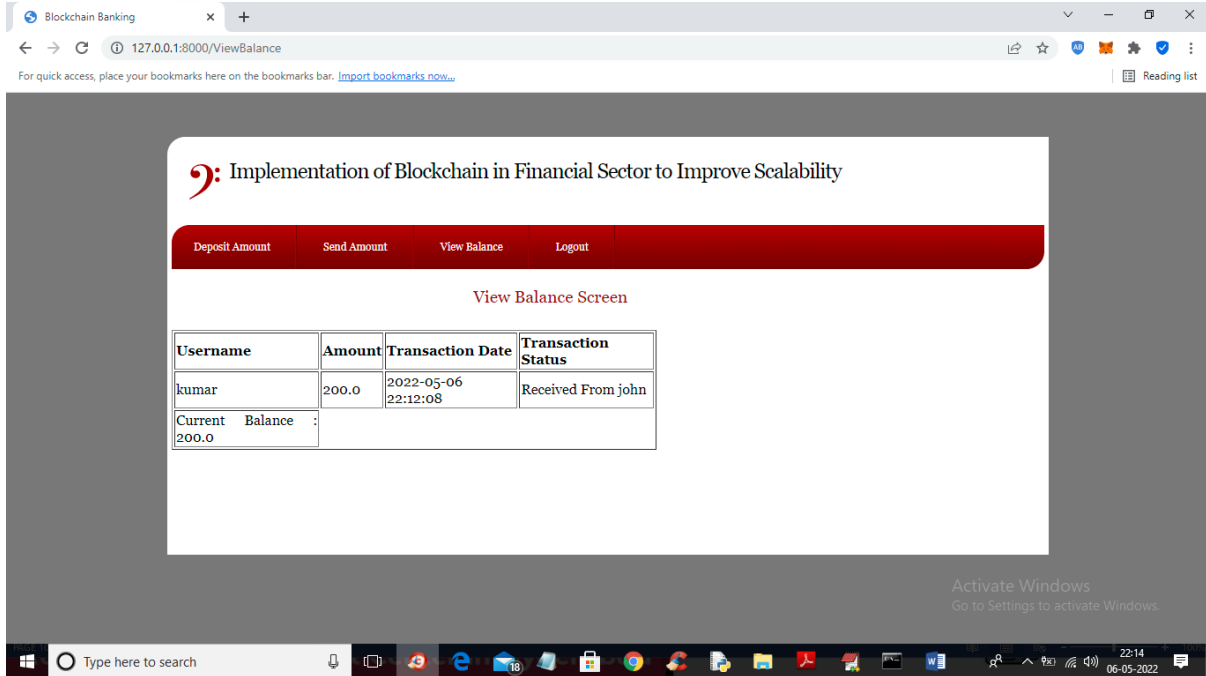 Blockchain Banking
127.0.0.1:8000/ViewBalance
AB
For quick access, place your bookmarks here on the bookmarks bar. Import bookmarks now...
Reading list
Implementation of Blockchain in Financial Sector to Improve Scalability
Deposit Amount Send Amount View Balance Logout
View Balance Screen
Username Amount Transaction Date Transaction
Status
kumar 200.0 2022-05-06
22:12:08 Received From john
Current Balance :
200.0
Activate Windows
Go to Settings to activate Windows.
Type here to search
18
22:14
06-05-2022